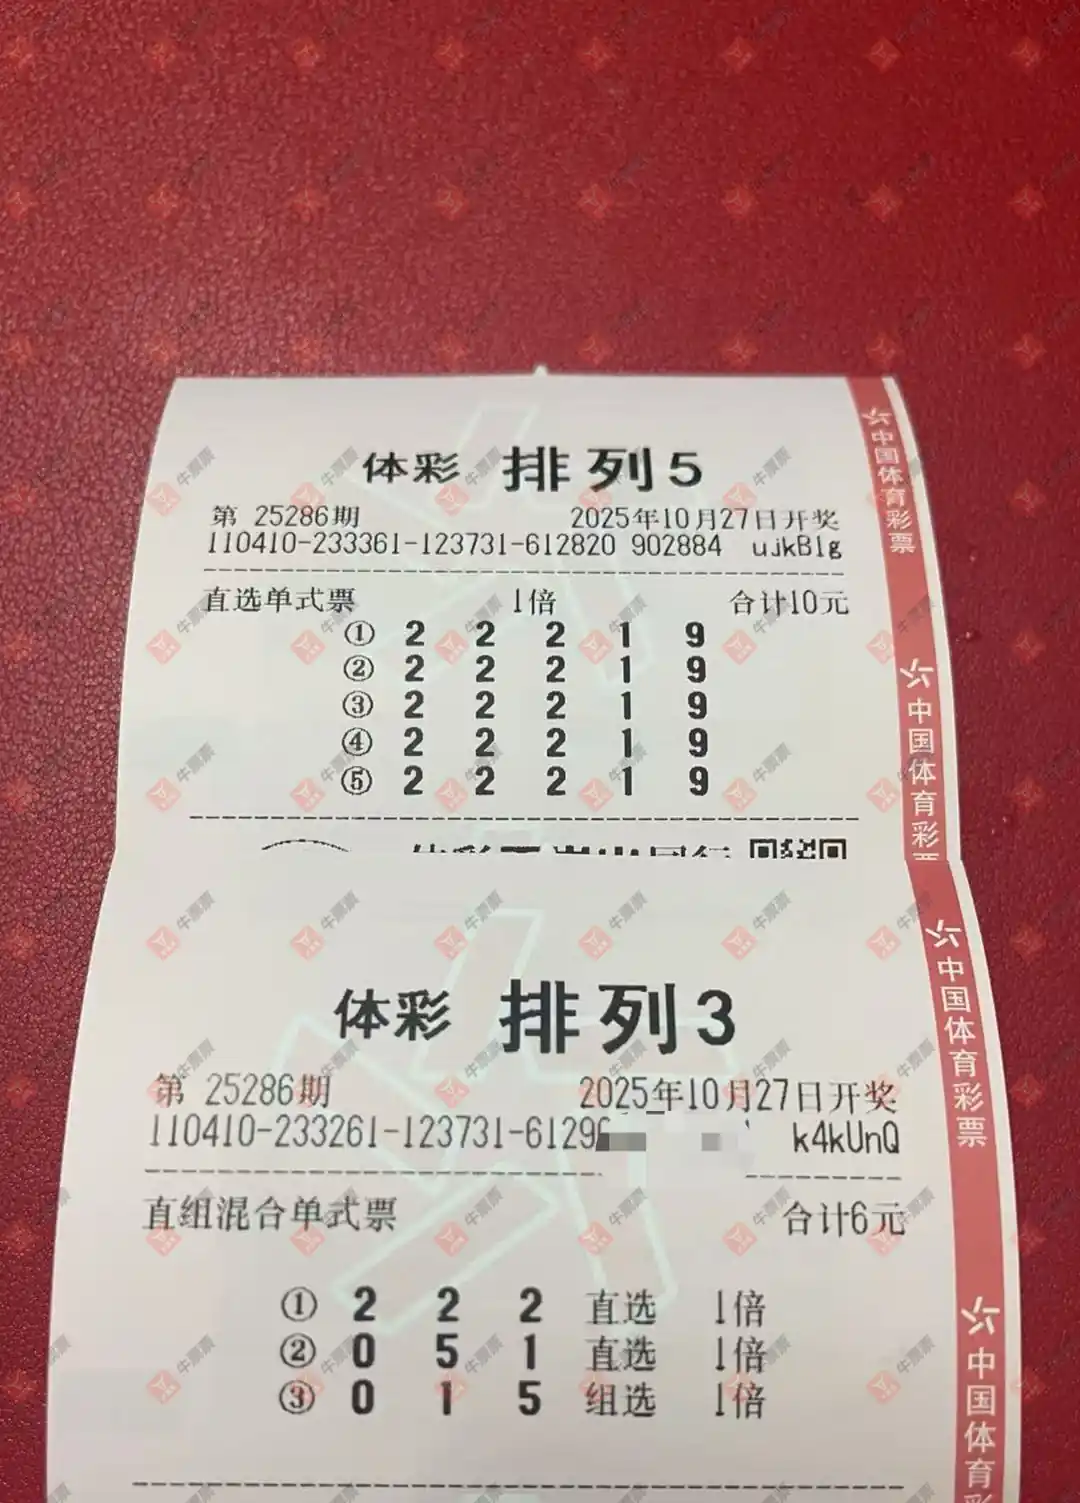 体彩 排列5
第 25286期 2025年10月27日开奖
110410-233361-123731-612820 902884 ujkBlg
直选单式票 1倍 合计10元
① 2 2 2 1 9
② 2 2 2 1 9
③ 2 2 2 1 9
④ 2 2 2 1 9
⑤ 2 2 2 1 9
体彩 排列3
第 25286期 2025年10月27日开奖
110410-233261-123731-6129 k4kUnQ
直组混合单式票 合计6元
① 2 2 2 直选 1倍
② 0 5 1 直选 1倍
③ 0 1 5 组选 1倍
中国体育彩票
中国体育彩
中国体育彩票
中国体育
牛票票